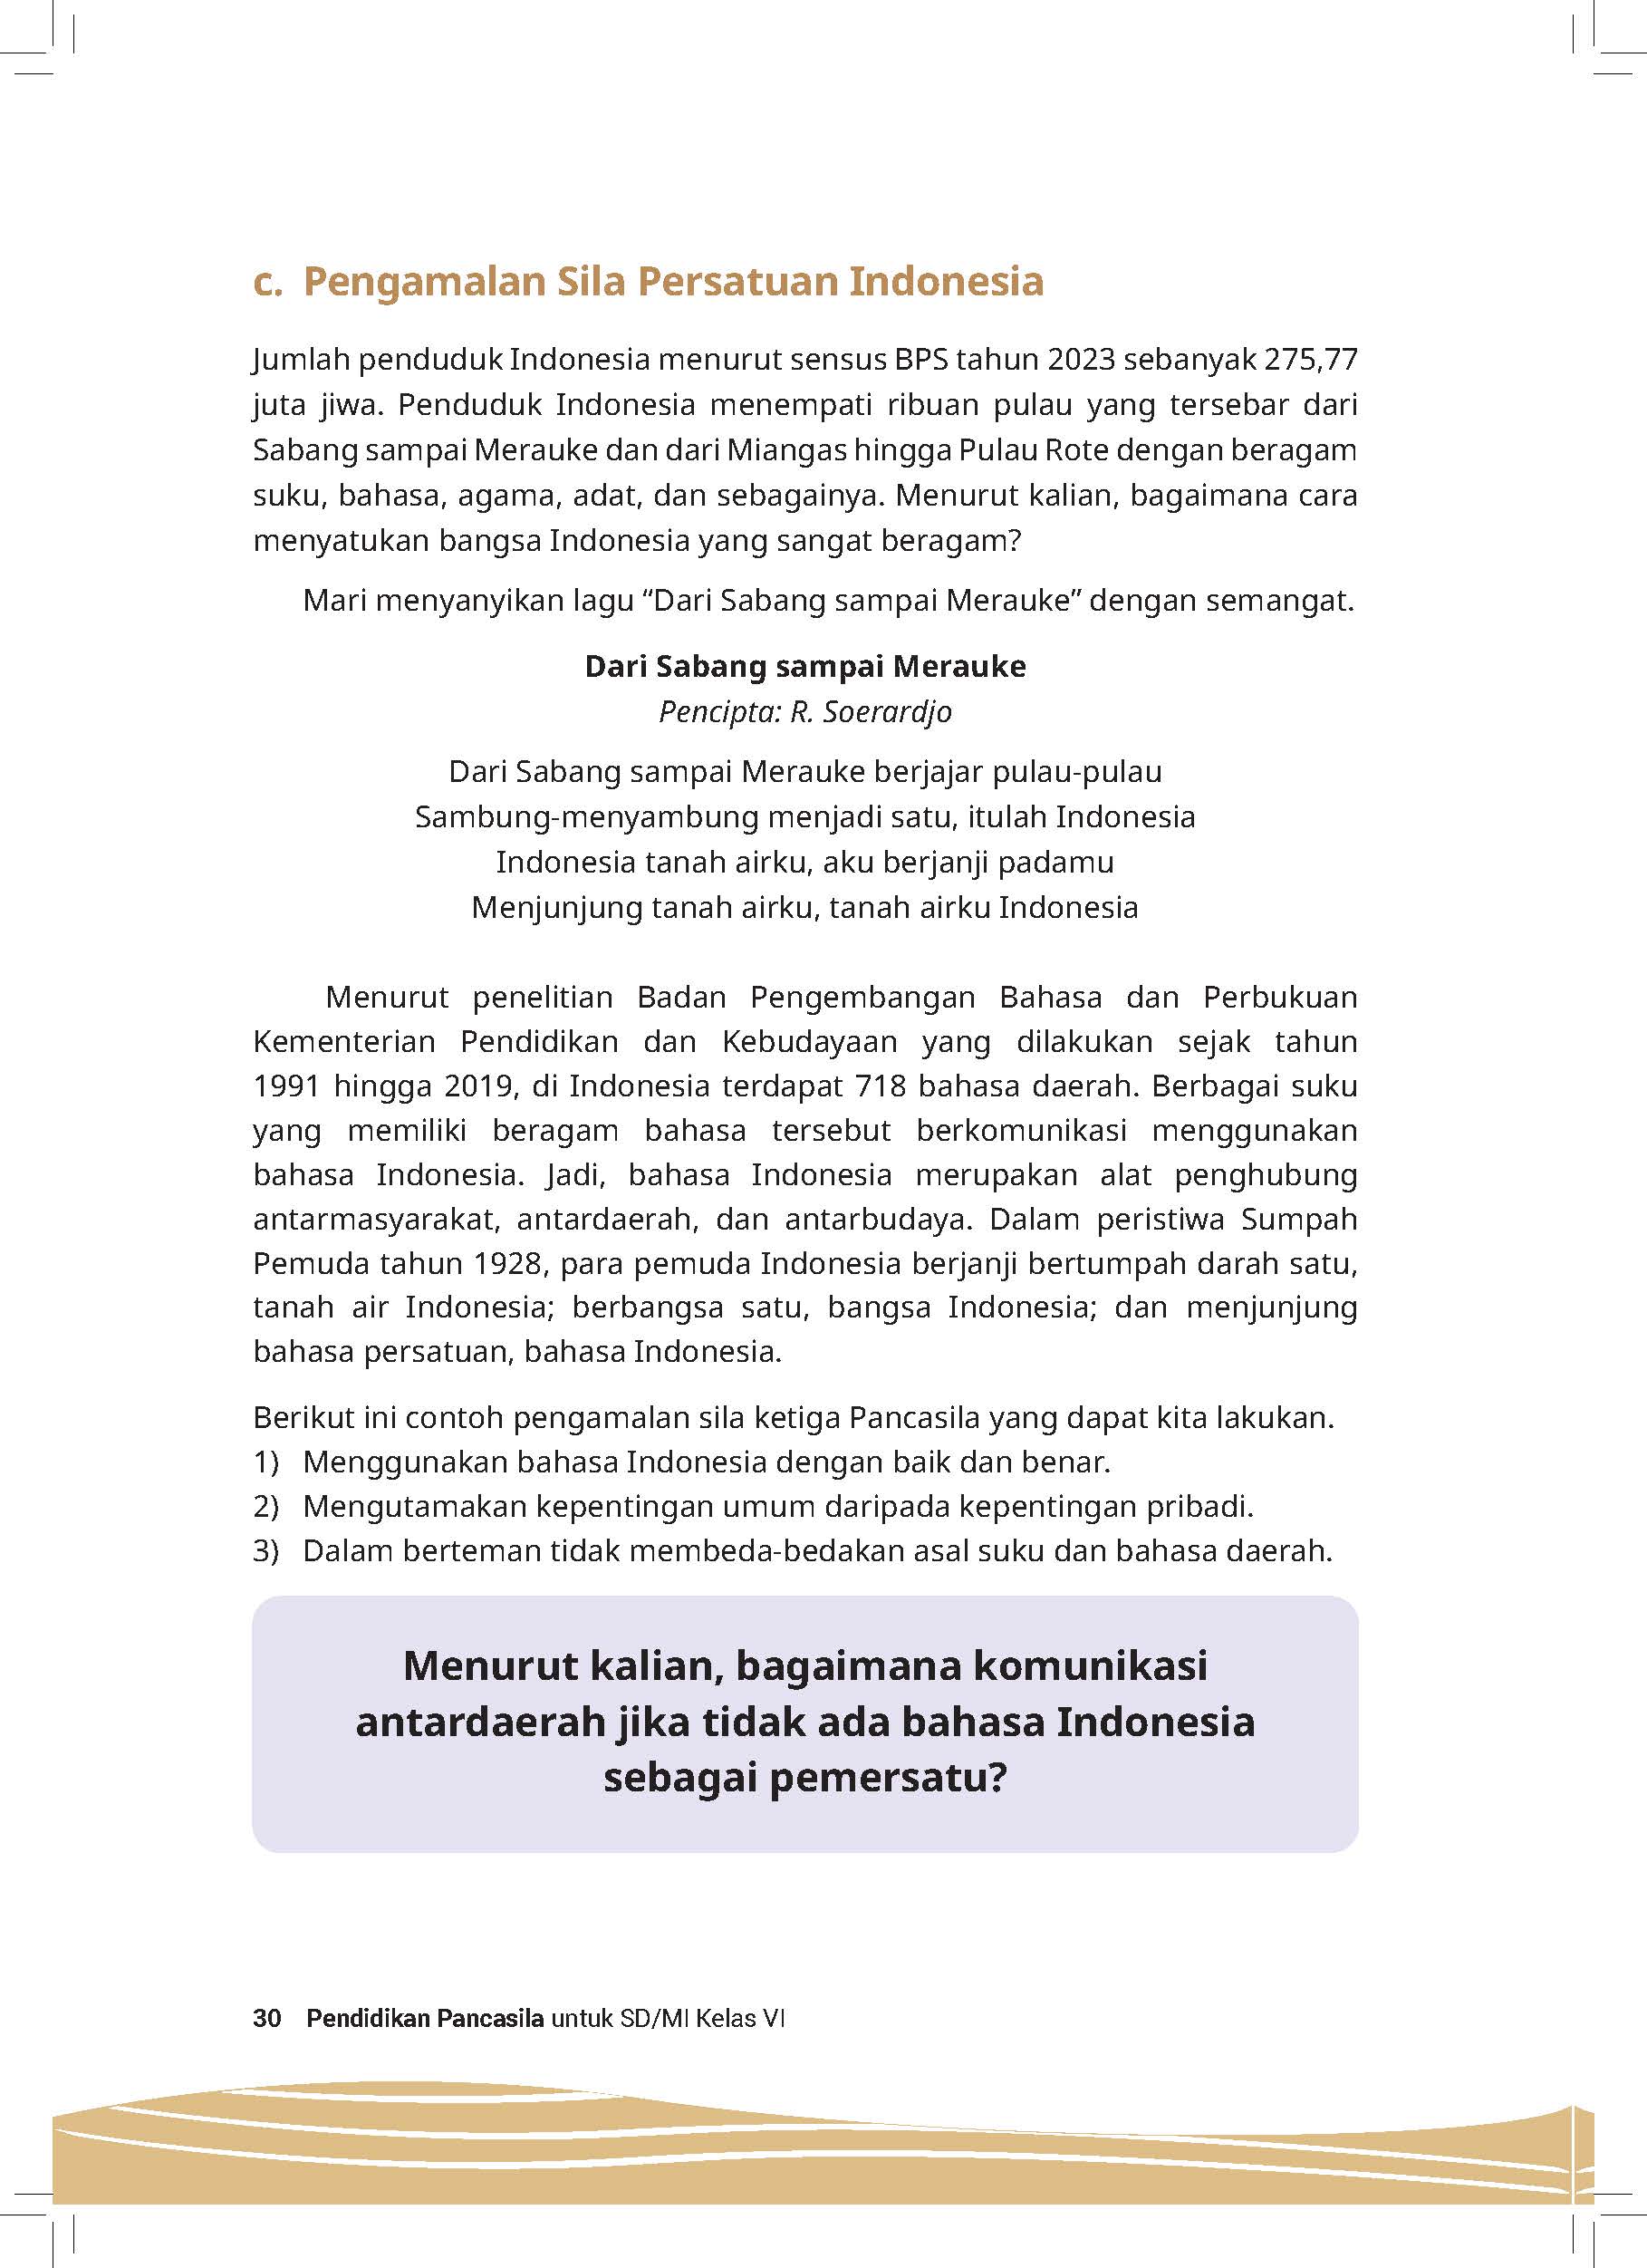 c. Pengamalan Sila Persatuan Indonesia
Jumlah penduduk Indonesia menurut sensus BPS tahun 2023 sebanyak 275,77
juta jiwa. Penduduk Indonesia menempati ribuan pulau yang tersebar dari
Sabang sampai Merauke dan dari Miangas hingga Pulau Rote dengan beragam
suku, bahasa, agama, adat, dan sebagainya. Menurut kalian, bagaimana cara
menyatukan bangsa Indonesia yang sangat beragam?
Mari menyanyikan lagu “Dari Sabang sampai Merauke” dengan semangat.
Dari Sabang sampai Merauke
Pencipta: R. Soerardjo
Dari Sabang sampai Merauke berjajar pulau-pulau
Sambung-menyambung menjadi satu, itulah Indonesia
Indonesia tanah airku, aku berjanji padamu
Menjunjung tanah airku, tanah airku Indonesia
Menurut penelitian Badan Pengembangan Bahasa dan Perbukuan
Kementerian Pendidikan dan Kebudayaan yang dilakukan sejak tahun
1991 hingga 2019, di Indonesia terdapat 718 bahasa daerah. Berbagai suku
yang memiliki beragam bahasa tersebut berkomunikasi menggunakan
bahasa Indonesia. Jadi, bahasa Indonesia merupakan alat penghubung
antarmasyarakat, antardaerah, dan antarbudaya. Dalam peristiwa Sumpah
Pemuda tahun 1928, para pemuda Indonesia berjanji bertumpah darah satu,
tanah air Indonesia; berbangsa satu, bangsa Indonesia; dan menjunjung
bahasa persatuan, bahasa Indonesia.
Berikut ini contoh pengamalan sila ketiga Pancasila yang dapat kita lakukan.
1) Menggunakan bahasa Indonesia dengan baik dan benar.
2) Mengutamakan kepentingan umum daripada kepentingan pribadi.
3) Dalam berteman tidak membeda-bedakan asal suku dan bahasa daerah.
Menurut kalian, bagaimana komunikasi
antardaerah jika tidak ada bahasa Indonesia
sebagai pemersatu?
30 Pendidikan Pancasila untuk SD/MI Kelas VI